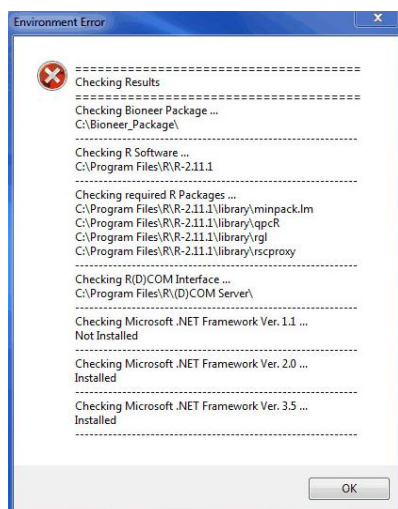 Environment Error
x
=======================================
Checking Results
=======================================
Checking Bioneer Package ...
C:\Bioneer_Package\
--------------------------------------------------------
Checking R Software ...
C:\Program Files\R\R-2.11.1
--------------------------------------------------------
Checking required R Packages ...
C:\Program Files\R\R-2.11.1\library\minpack.lm
C:\Program Files\R\R-2.11.1\library\qpcR
C:\Program Files\R\R-2.11.1\library\rgl
C:\Program Files\R\R-2.11.1\library\rscproxy
--------------------------------------------------------
Checking R(D)COM Interface ...
C:\Program Files\R\(D)COM Server\
--------------------------------------------------------
Checking Microsoft .NET Framework Ver. 1.1 ...
Not Installed
--------------------------------------------------------
Checking Microsoft .NET Framework Ver. 2.0 ...
Installed
--------------------------------------------------------
Checking Microsoft .NET Framework Ver. 3.5 ...
Installed
--------------------------------------------------------
OK